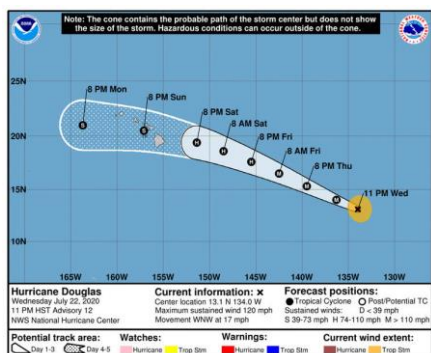 Note: The cone contains the probable path of the storm center but does not show
the size of the storm. Hazardous conditions can occur outside of the cone.
NOAA
25N
8 PM Mon
8 PM Sun
8 PM Sat
8 AM Sat
8 PM Fri
8 AM Fri
8 PM Thu
11 PM Wed
20N
15N
10N
S
S
H
H
H
M
M
M
165W
160W
155W
150W
145W
140W
135W
130W
Hurricane Douglas
Wednesday July 22, 2020
11 PM HST Advisory 12
NWS National Hurricane Center
Current information: x
Center location 13.1 N 134.0 W
Maximum sustained wind 120 mph
Movement WNW at 17 mph
Forecast positions:
Tropical Cyclone Post/Potential TC
Sustained winds: D < 39 mph
S 39-73 mph H 74-110 mph M > 110 mph
Potential track area:
Day 1-3 Day 4-5
Watches:
Hurricane Trop Stm
Warnings:
Hurricane Trop Stm
Current wind extent:
Hurricane Trop Stm